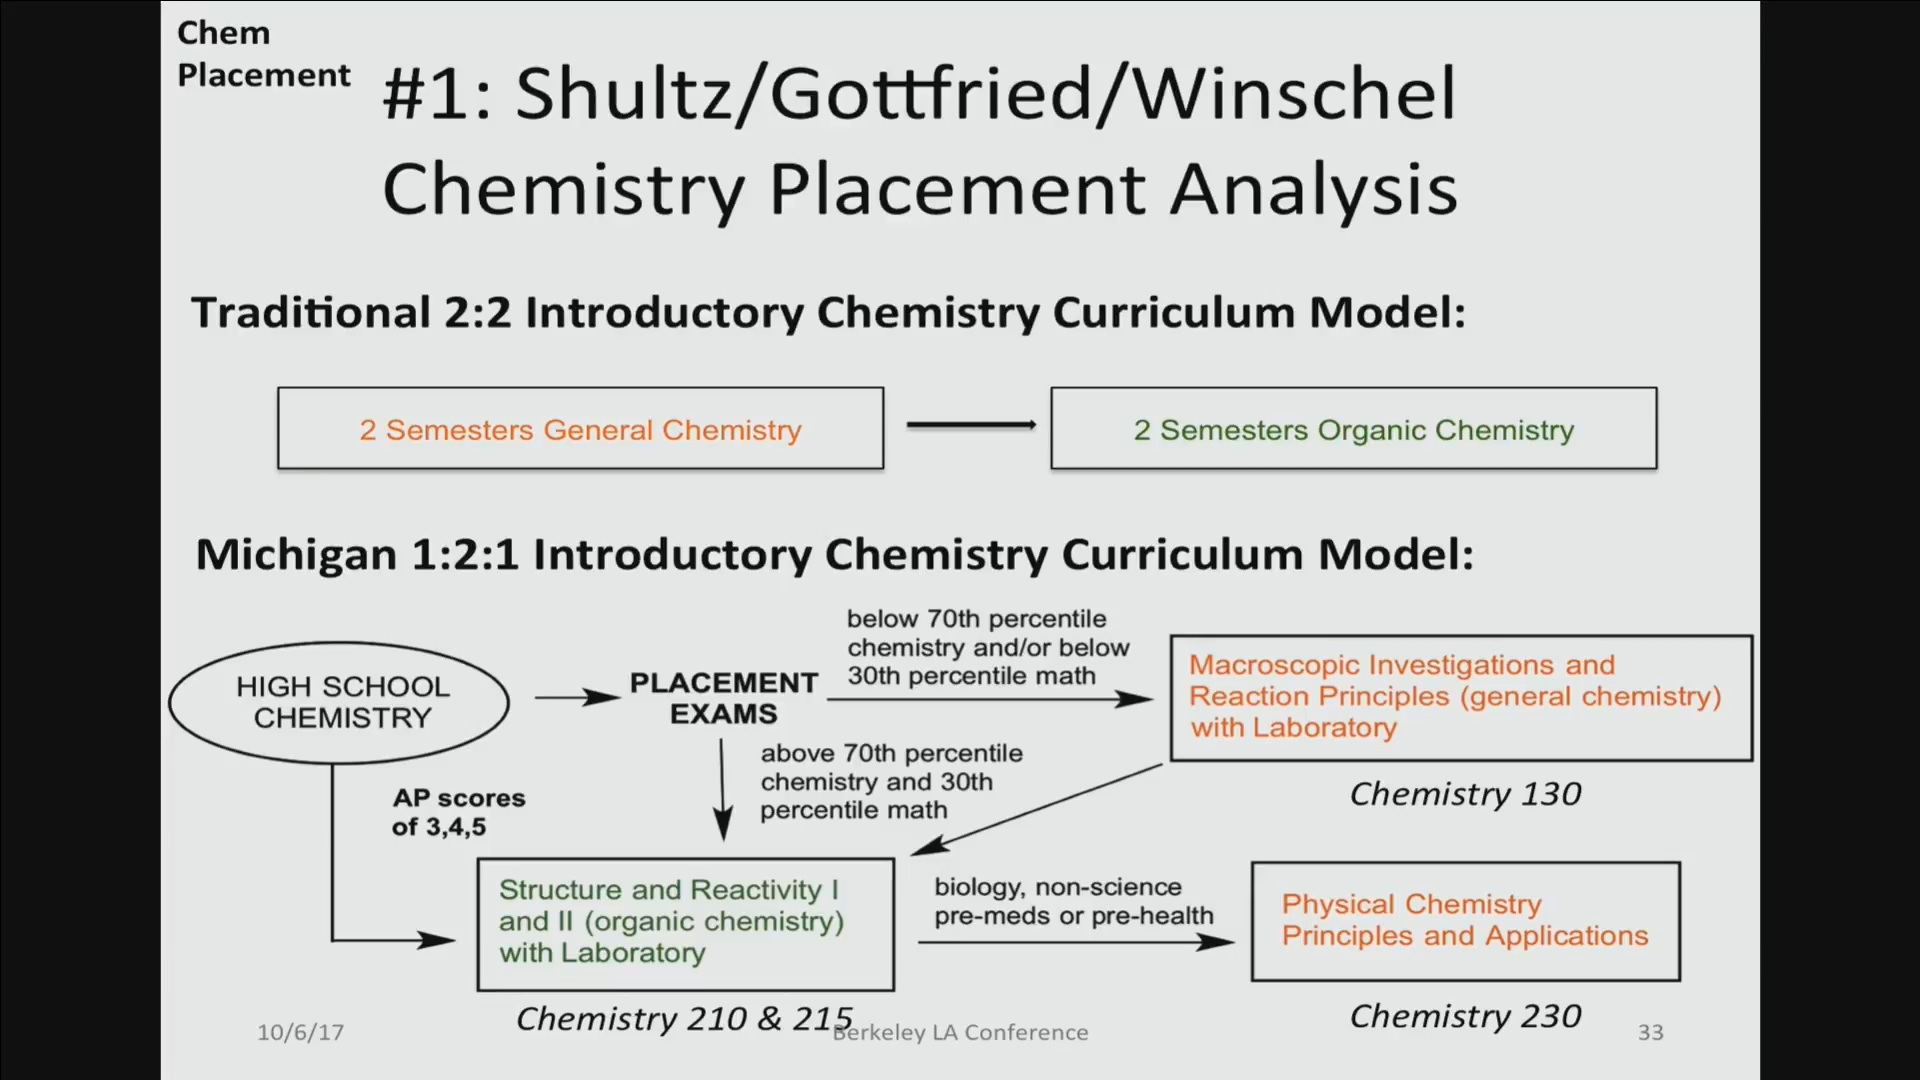 Chem
Placement
#1: Shultz/Gottfried/Winschel
Chemistry Placement Analysis
Traditional 2:2 Introductory Chemistry Curriculum Model:
2 Semesters General Chemistry
2 Semesters Organic Chemistry
Michigan 1:2:1 Introductory Chemistry Curriculum Model:
HIGH SCHOOL
CHEMISTRY
PLACEMENT
EXAMS
below 70th percentile
chemistry and/or below
30th percentile math
Macroscopic Investigations and
Reaction Principles (general chemistry)
with Laboratory
Chemistry 130
above 70th percentile
chemistry and 30th
percentile math
AP scores
of 3,4,5
Structure and Reactivity I
and II (organic chemistry)
with Laboratory
Chemistry 210 & 215
biology, non-science
pre-meds or pre-health
Physical Chemistry
Principles and Applications
Chemistry 230
10/6/17
Berkeley LA Conference
33